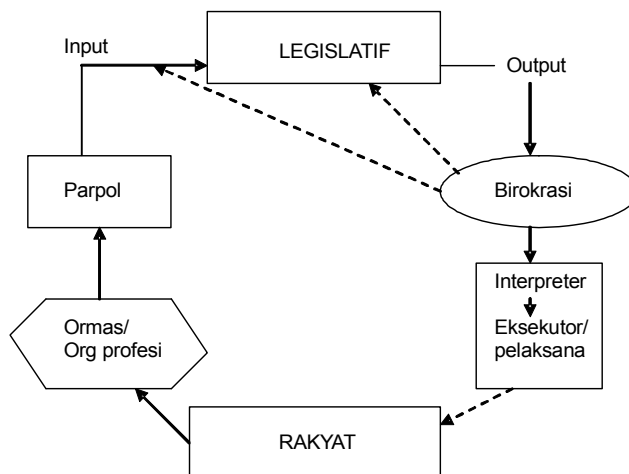 Input
LEGISLATIF
Output
Parpol
Birokrasi
Interpreter
Eksekutor/
pelaksana
Ormas/
Org profesi
RAKYAT